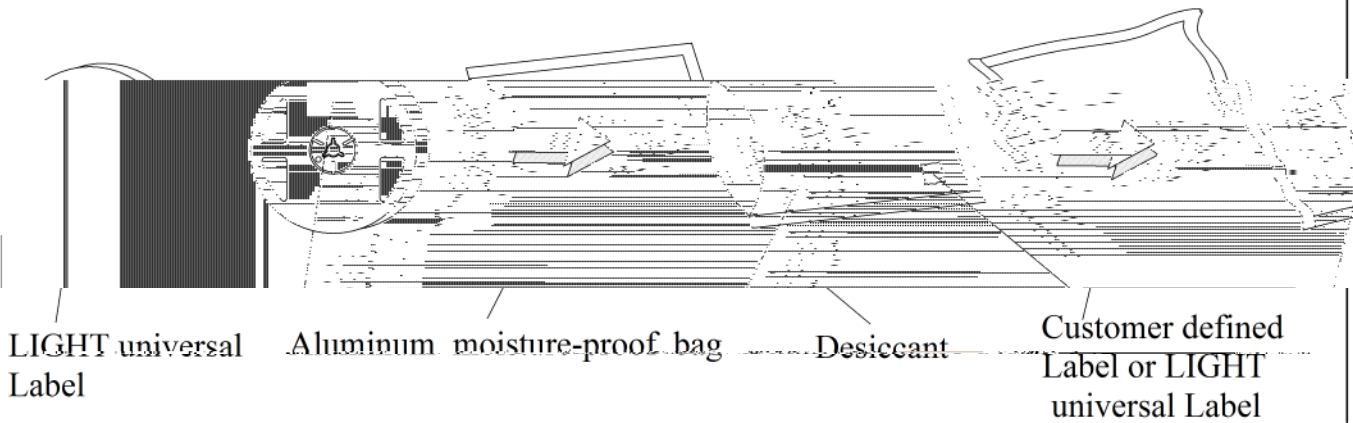 LIGHT universal
Label
Aluminum moisture-proof bag
Desiccant
Customer defined
Label or LIGHT
universal Label